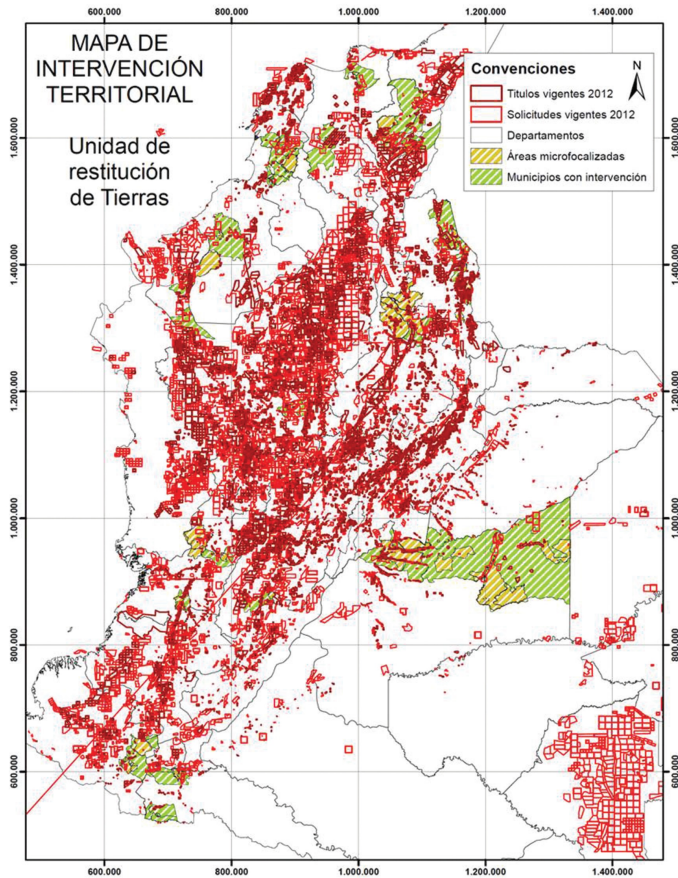 600.000 800.000 1.000.000 1.200.000 1.400.000
MAPA DE
INTERVENCIÓN
TERRITORIAL
Unidad de
restitución
de Tierras
Convenciones
N
Titulos vigentes 2012
Solicitudes vigentes 2012
Departamentos
Áreas microfocalizadas
Municipios con intervención
1.600.000 1.600.000
1.400.000 1.400.000
1.200.000 1.200.000
1.000.000 1.000.000
800.000 800.000
600.000 600.000
600.000 800.000 1.000.000 1.200.000 1.400.000